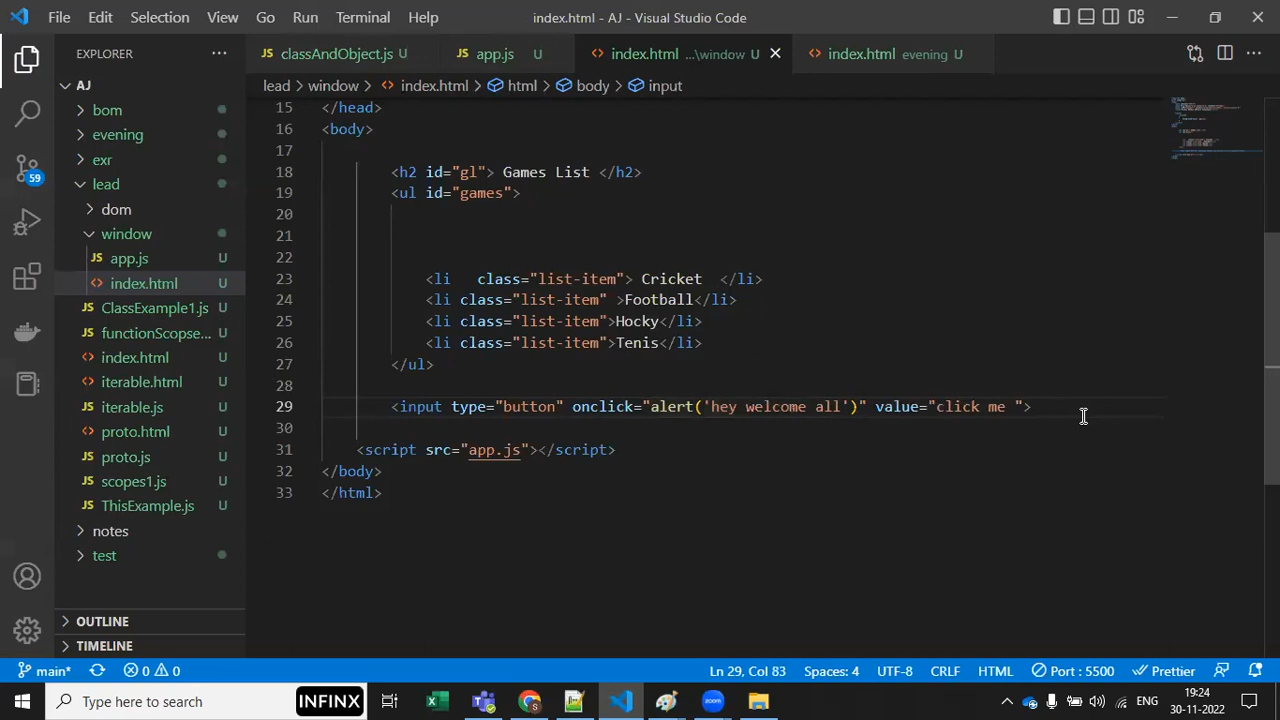 File Edit Selection View Go Run Terminal Help
index.html - AJ - Visual Studio Code
EXPLORER
classAndObject.js U
app.js U
index.html ...\window U
index.html evening U
AJ
lead > window > index.html > html > body > input
bom
evening
exr
lead
dom
window
app.js U
index.html U
ClassExample1.js U
functionScopse... U
index.html U
iterable.html U
iterable.js U
proto.html U
proto.js U
scopes1.js U
ThisExample.js U
notes
test
OUTLINE
TIMELINE
59
15 </head>
16 <body>
17
18 <h2 id="gl"> Games List </h2>
19 <ul id="games">
20
21
22
23 <li   class="list-item"> Cricket  </li>
24 <li class="list-item" >Football</li>
25 <li class="list-item">Hocky</li>
26 <li class="list-item">Tenis</li>
27 </ul>
28
29 <input type="button" onclick="alert('hey welcome all')" value="click me ">
30
31 <script src="app.js"></script>
32 </body>
33 </html>
main* 0 0 Ln 29, Col 83 Spaces: 4 UTF-8 CRLF HTML Port : 5500 Prettier
Type here to search INFINX ENG 19:24
30-11-2022